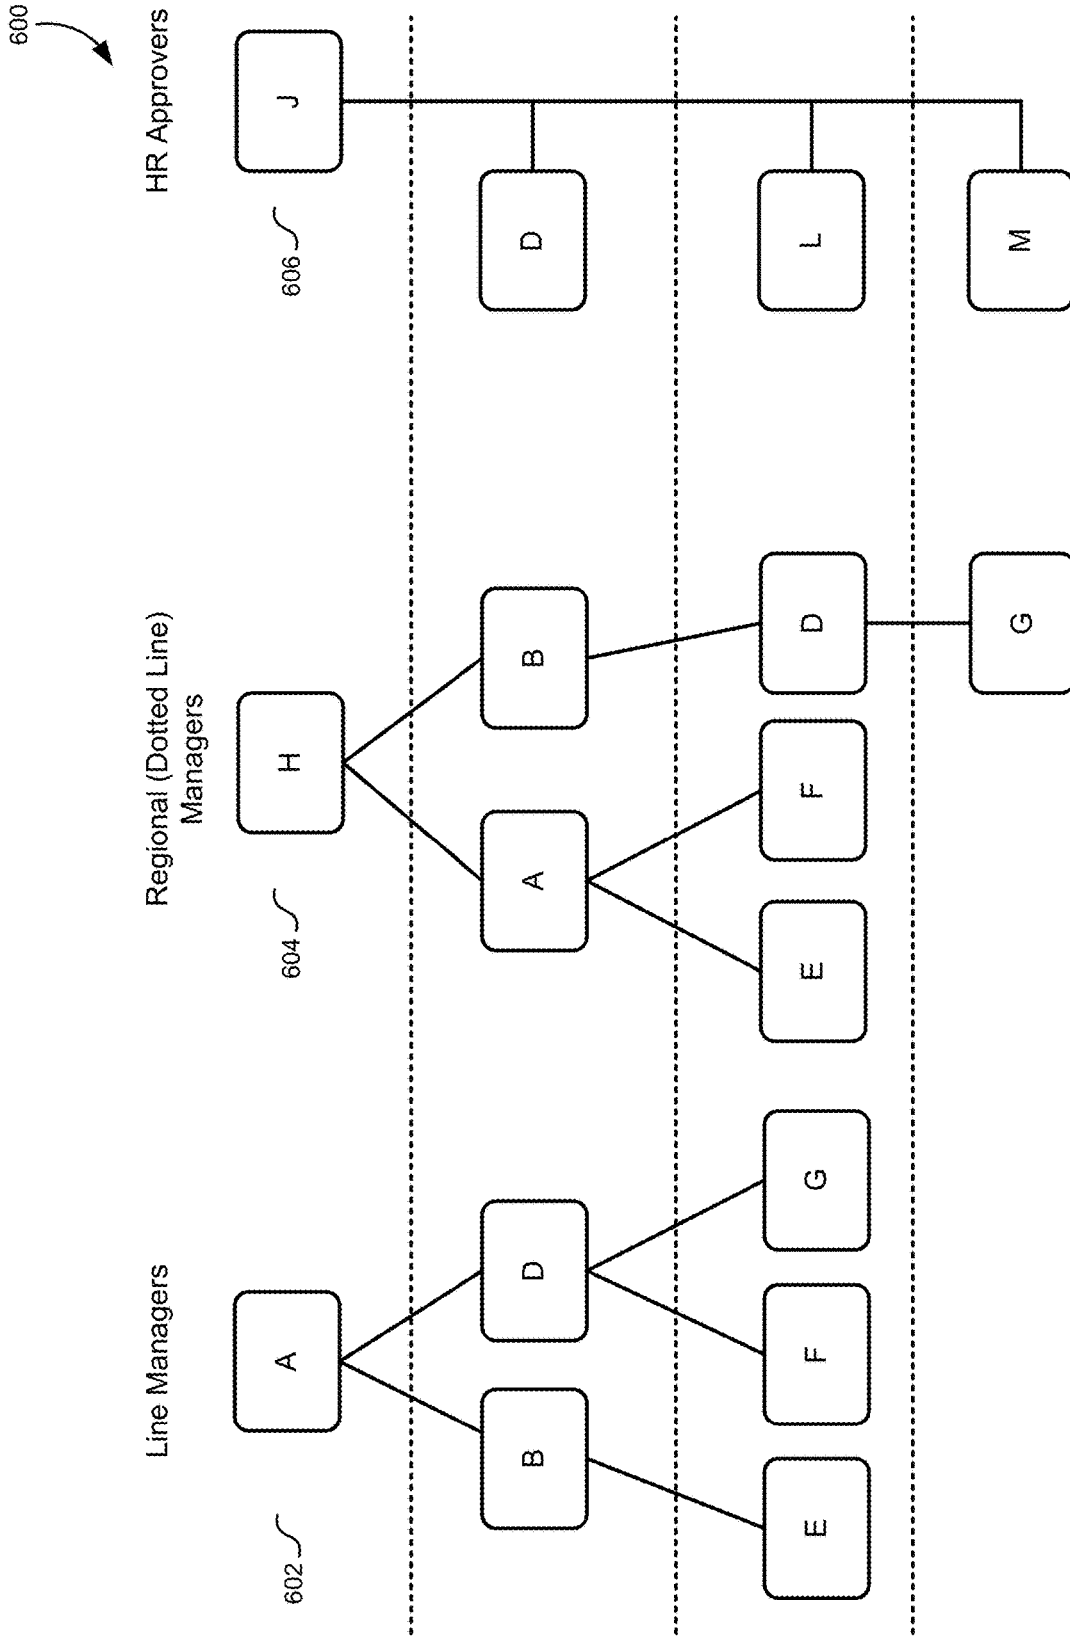 600
Line Managers
Regional (Dotted Line)
Managers
HR Approvers
602
A
604
H
606
J
B
D
A
B
D
E
F
G
E
F
D
L
G
M